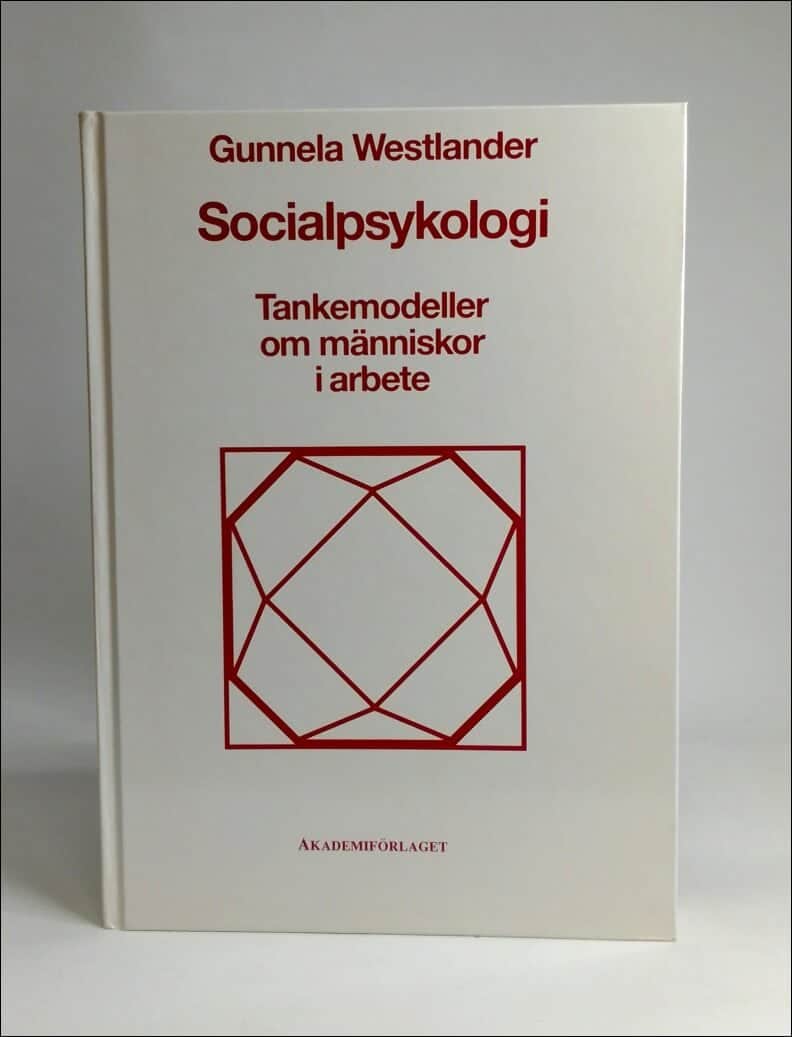 Gunnela Westlander
Socialpsykologi
Tankemodeller
om människor
i arbete
AKADEMIFÖRLAGET